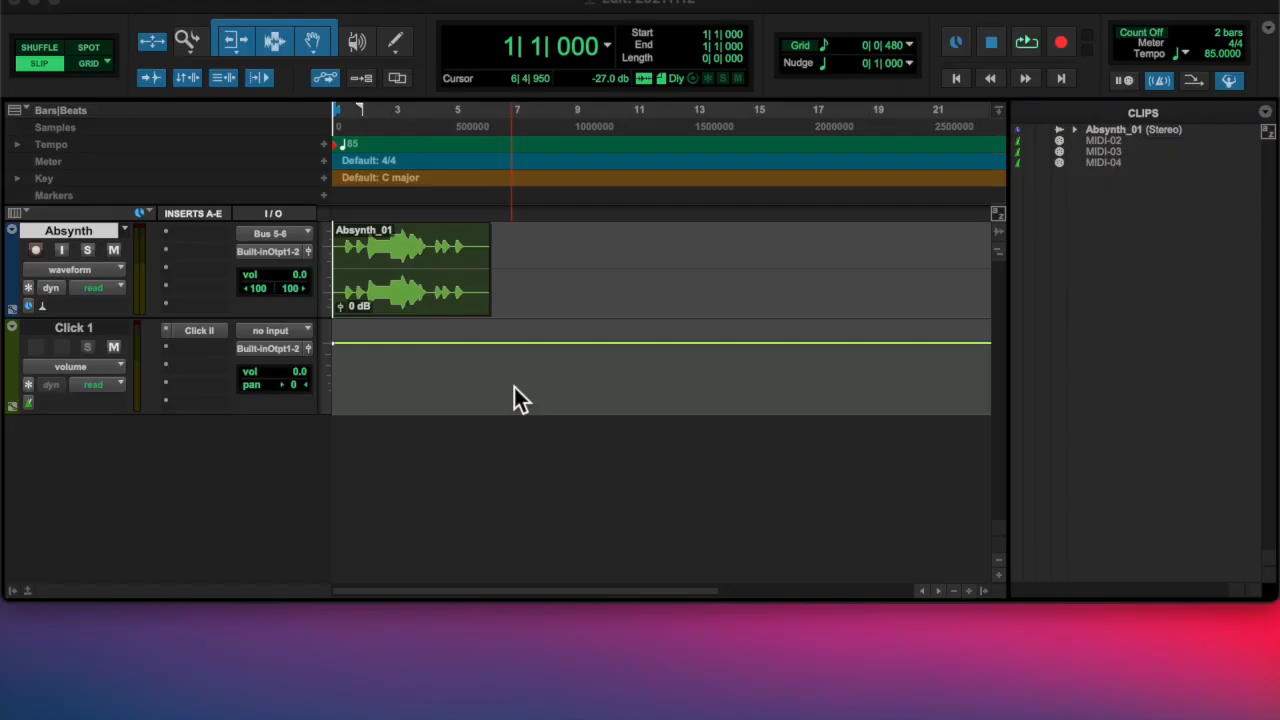 SHUFFLE SPOT
SLIP GRID
1| 1| 000
Start 1| 1| 000
End 1| 1| 000
Length 0| 0| 000
Cursor 6| 4| 950 -27.0 db Dly S M
Grid 0| 0| 480
Nudge 0| 1| 000
Count Off 2 bars
Meter 4/4
Tempo 85.0000
Bars|Beats 3 5 7 9 11 13 15 17 19 21
Samples 0 500000 1000000 1500000 2000000 2500000
Tempo 85
Meter Default: 4/4
Key Default: C major
Markers
INSERTS A-E I / O
Absynth Bus 5-6 Absynth_01
I S M Built-inOtpt1-2
waveform vol 0.0
dyn read 100 100
0 dB
Click 1 Click II no input
S M Built-inOtpt1-2
volume vol 0.0
dyn read pan 0
CLIPS
Absynth_01 (Stereo)
MIDI-02
MIDI-03
MIDI-04